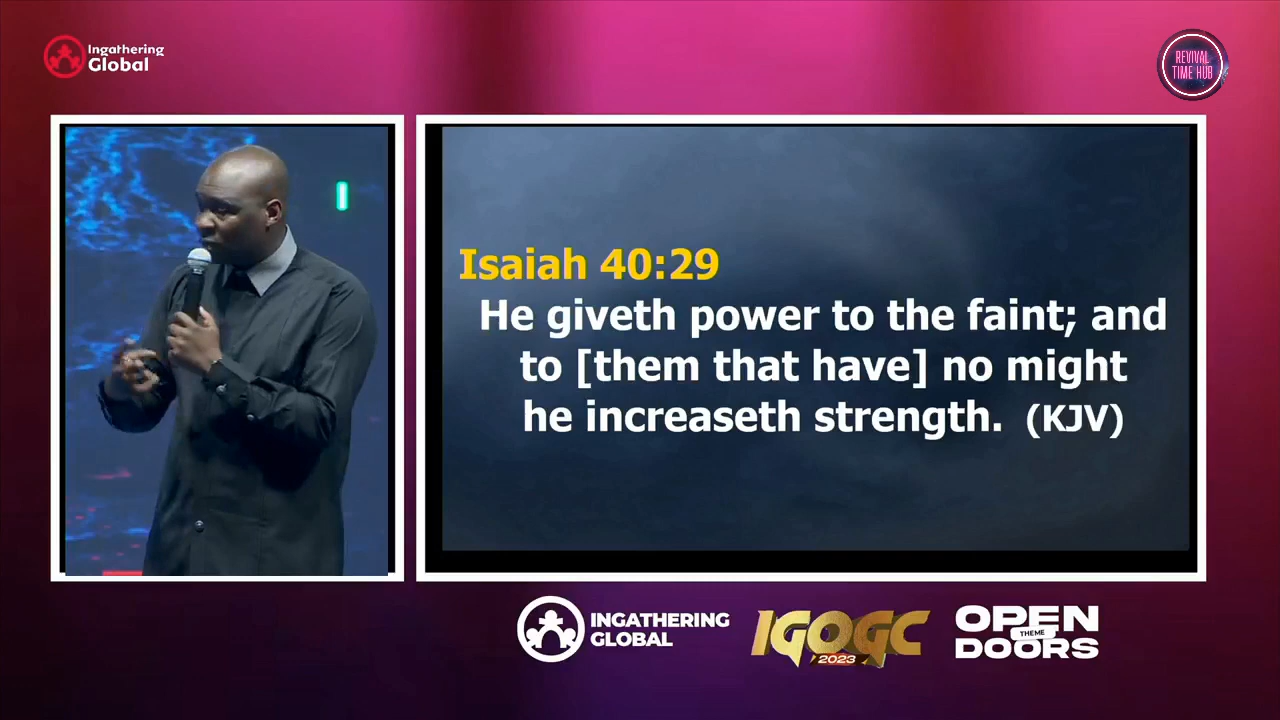 Ingathering
Global
REVIVAL
TIME HUB
Isaiah 40:29
He giveth power to the faint; and
to [them that have] no might
he increaseth strength. (KJV)
INGATHERING
GLOBAL
IGOGC
2023
OPEN
THEME
DOORS